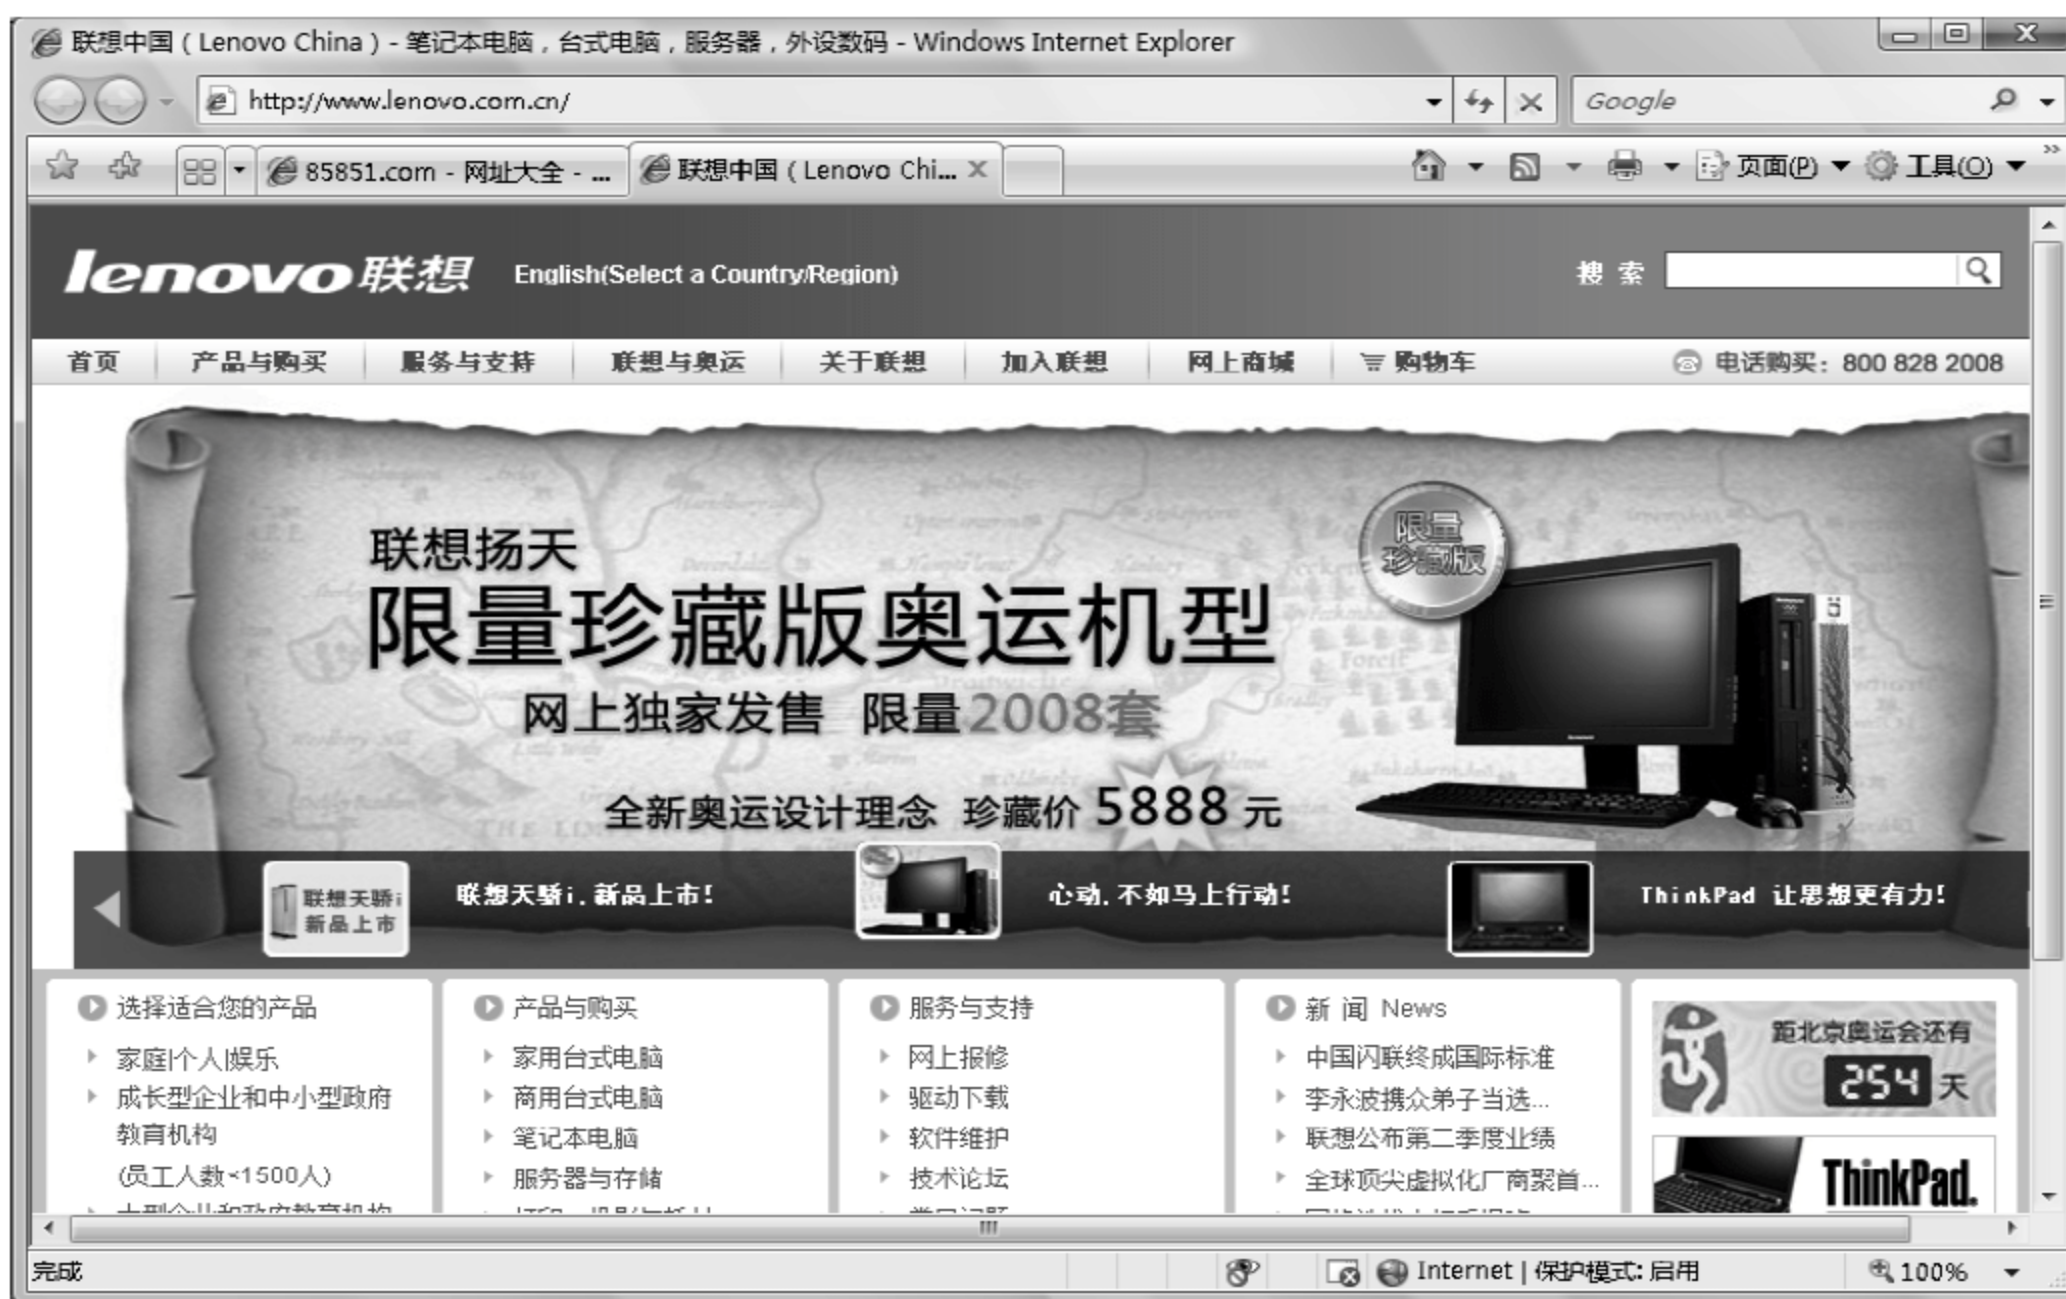 联想中国 ( Lenovo China ) - 笔记本电脑 , 台式电脑 , 服务器 , 外设数码 - Windows Internet Explorer
http://www.lenovo.com.cn/
Google
85851.com - 网址大全 - ...
联想中国 ( Lenovo Chi...
页面(P)
工具(O)
lenovo联想
English(Select a Country/Region)
搜 索
首页 产品与购买 服务与支持 联想与奥运 关于联想 加入联想 网上商城 购物车 电话购买: 800 828 2008
联想扬天
限量
珍藏版
限量珍藏版奥运机型
网上独家发售 限量2008套
全新奥运设计理念 珍藏价 5888 元
联想天骄i
新品上市
联想天骄i.新品上市!
心动.不如马上行动!
ThinkPad 让思想更有力!
选择适合您的产品
家庭|个人|娱乐
成长型企业和中小型政府
教育机构
(员工人数<1500人)
大型企业和政府教育机构
产品与购买
家用台式电脑
商用台式电脑
笔记本电脑
服务器与存储
服务与支持
网上报修
驱动下载
软件维护
技术论坛
常见问题
新 闻 News
中国闪联终成国际标准
李永波携众弟子当选...
联想公布第二季度业绩
全球顶尖虚拟化厂商聚首...
距北京奥运会还有
254 天
ThinkPad.
完成
Internet | 保护模式: 启用
100%